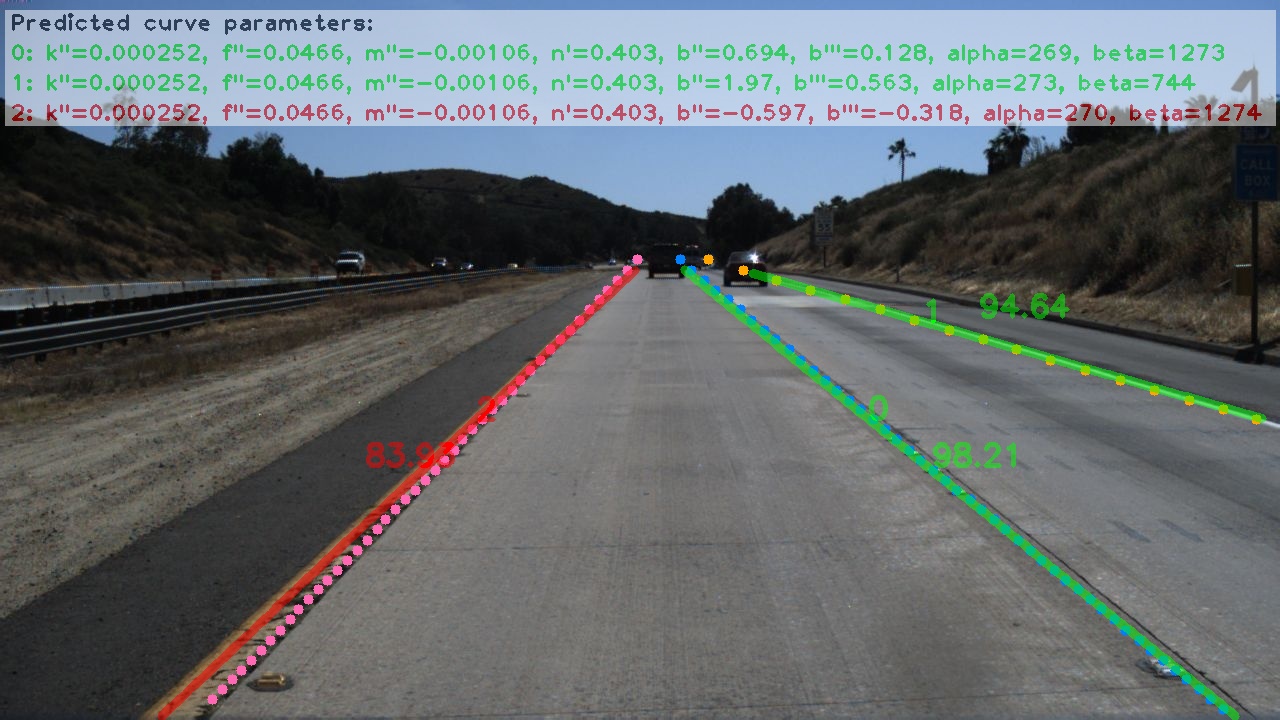 Predicted curve parameters:
0: k"=0.000252, f"=0.0466, m"=-0.00106, n'=0.403, b"=0.694, b'"=0.128, alpha=269, beta=1273
1: k"=0.000252, f"=0.0466, m"=-0.00106, n'=0.403, b"=1.97, b'"=0.563, alpha=273, beta=744
2: k"=0.000252, f"=0.0466, m"=-0.00106, n'=0.403, b"=-0.597, b'"=-0.318, alpha=270, beta=1274
CALL
BOX
1 94.64
2 0
98.21